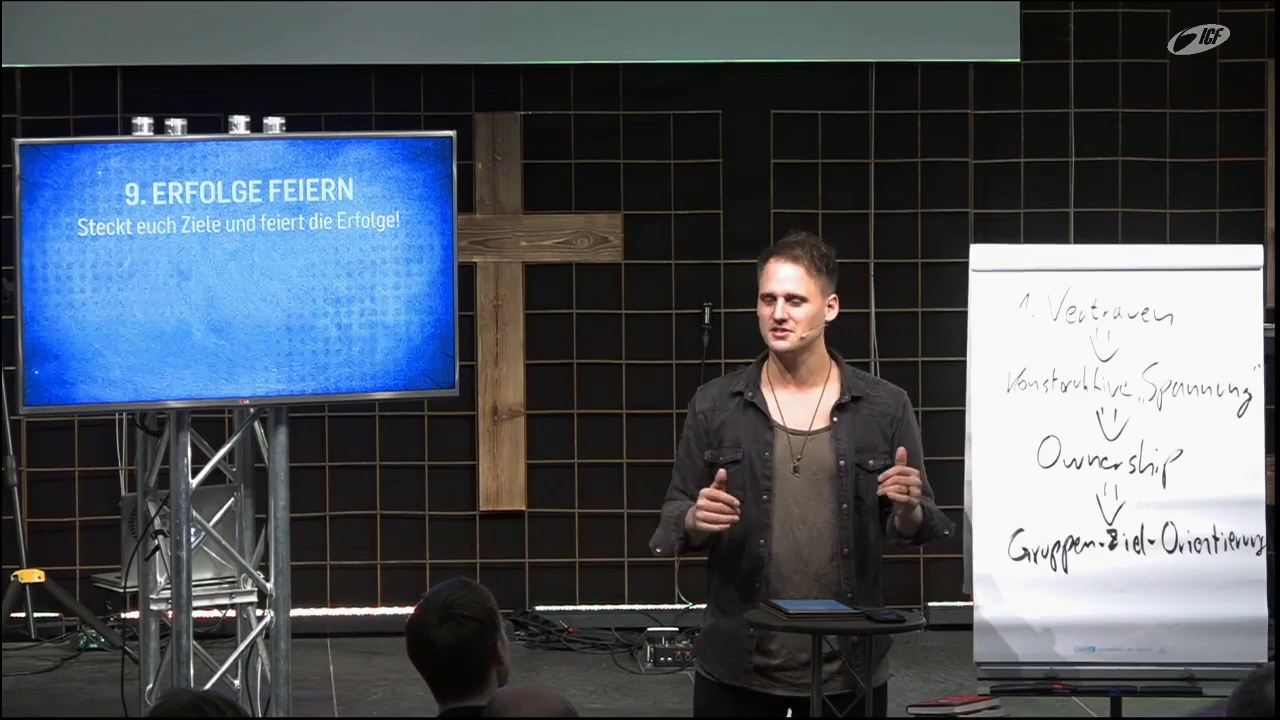 ICF
9. ERFOLGE FEIERN
Steckt euch Ziele und feiert die Erfolge!
1. Vertrauen
Konstruktive „Spannung"
Ownership
Gruppen-Ziel-Orientierung
LG